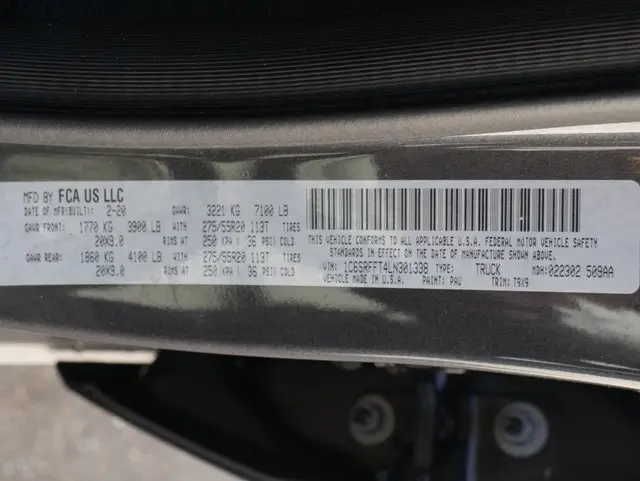 MFD BY FCA US LLC
DATE OF MFR(BUILT): 2-20 GVWR: 3221 KG 7100 LB
GAWR FRONT: 1770 KG 3900 LB WITH 275/55R20 113T TIRES
20X9.0 RIMS AT 250 KPA / 36 PSI COLD
GAWR REAR: 1860 KG 4100 LB WITH 275/55R20 113T TIRES
20X9.0 RIMS AT 250 KPA / 36 PSI COLD
THIS VEHICLE CONFORMS TO ALL APPLICABLE U.S.A. FEDERAL MOTOR VEHICLE SAFETY
STANDARDS IN EFFECT ON THE DATE OF MANUFACTURE SHOWN ABOVE.
VIN: 1C6SRFFT4LN301338 TYPE: TRUCK MDH: 022302 509AA
VEHICLE MADE IN U.S.A. PAINT: PAU TRIM: T9X9